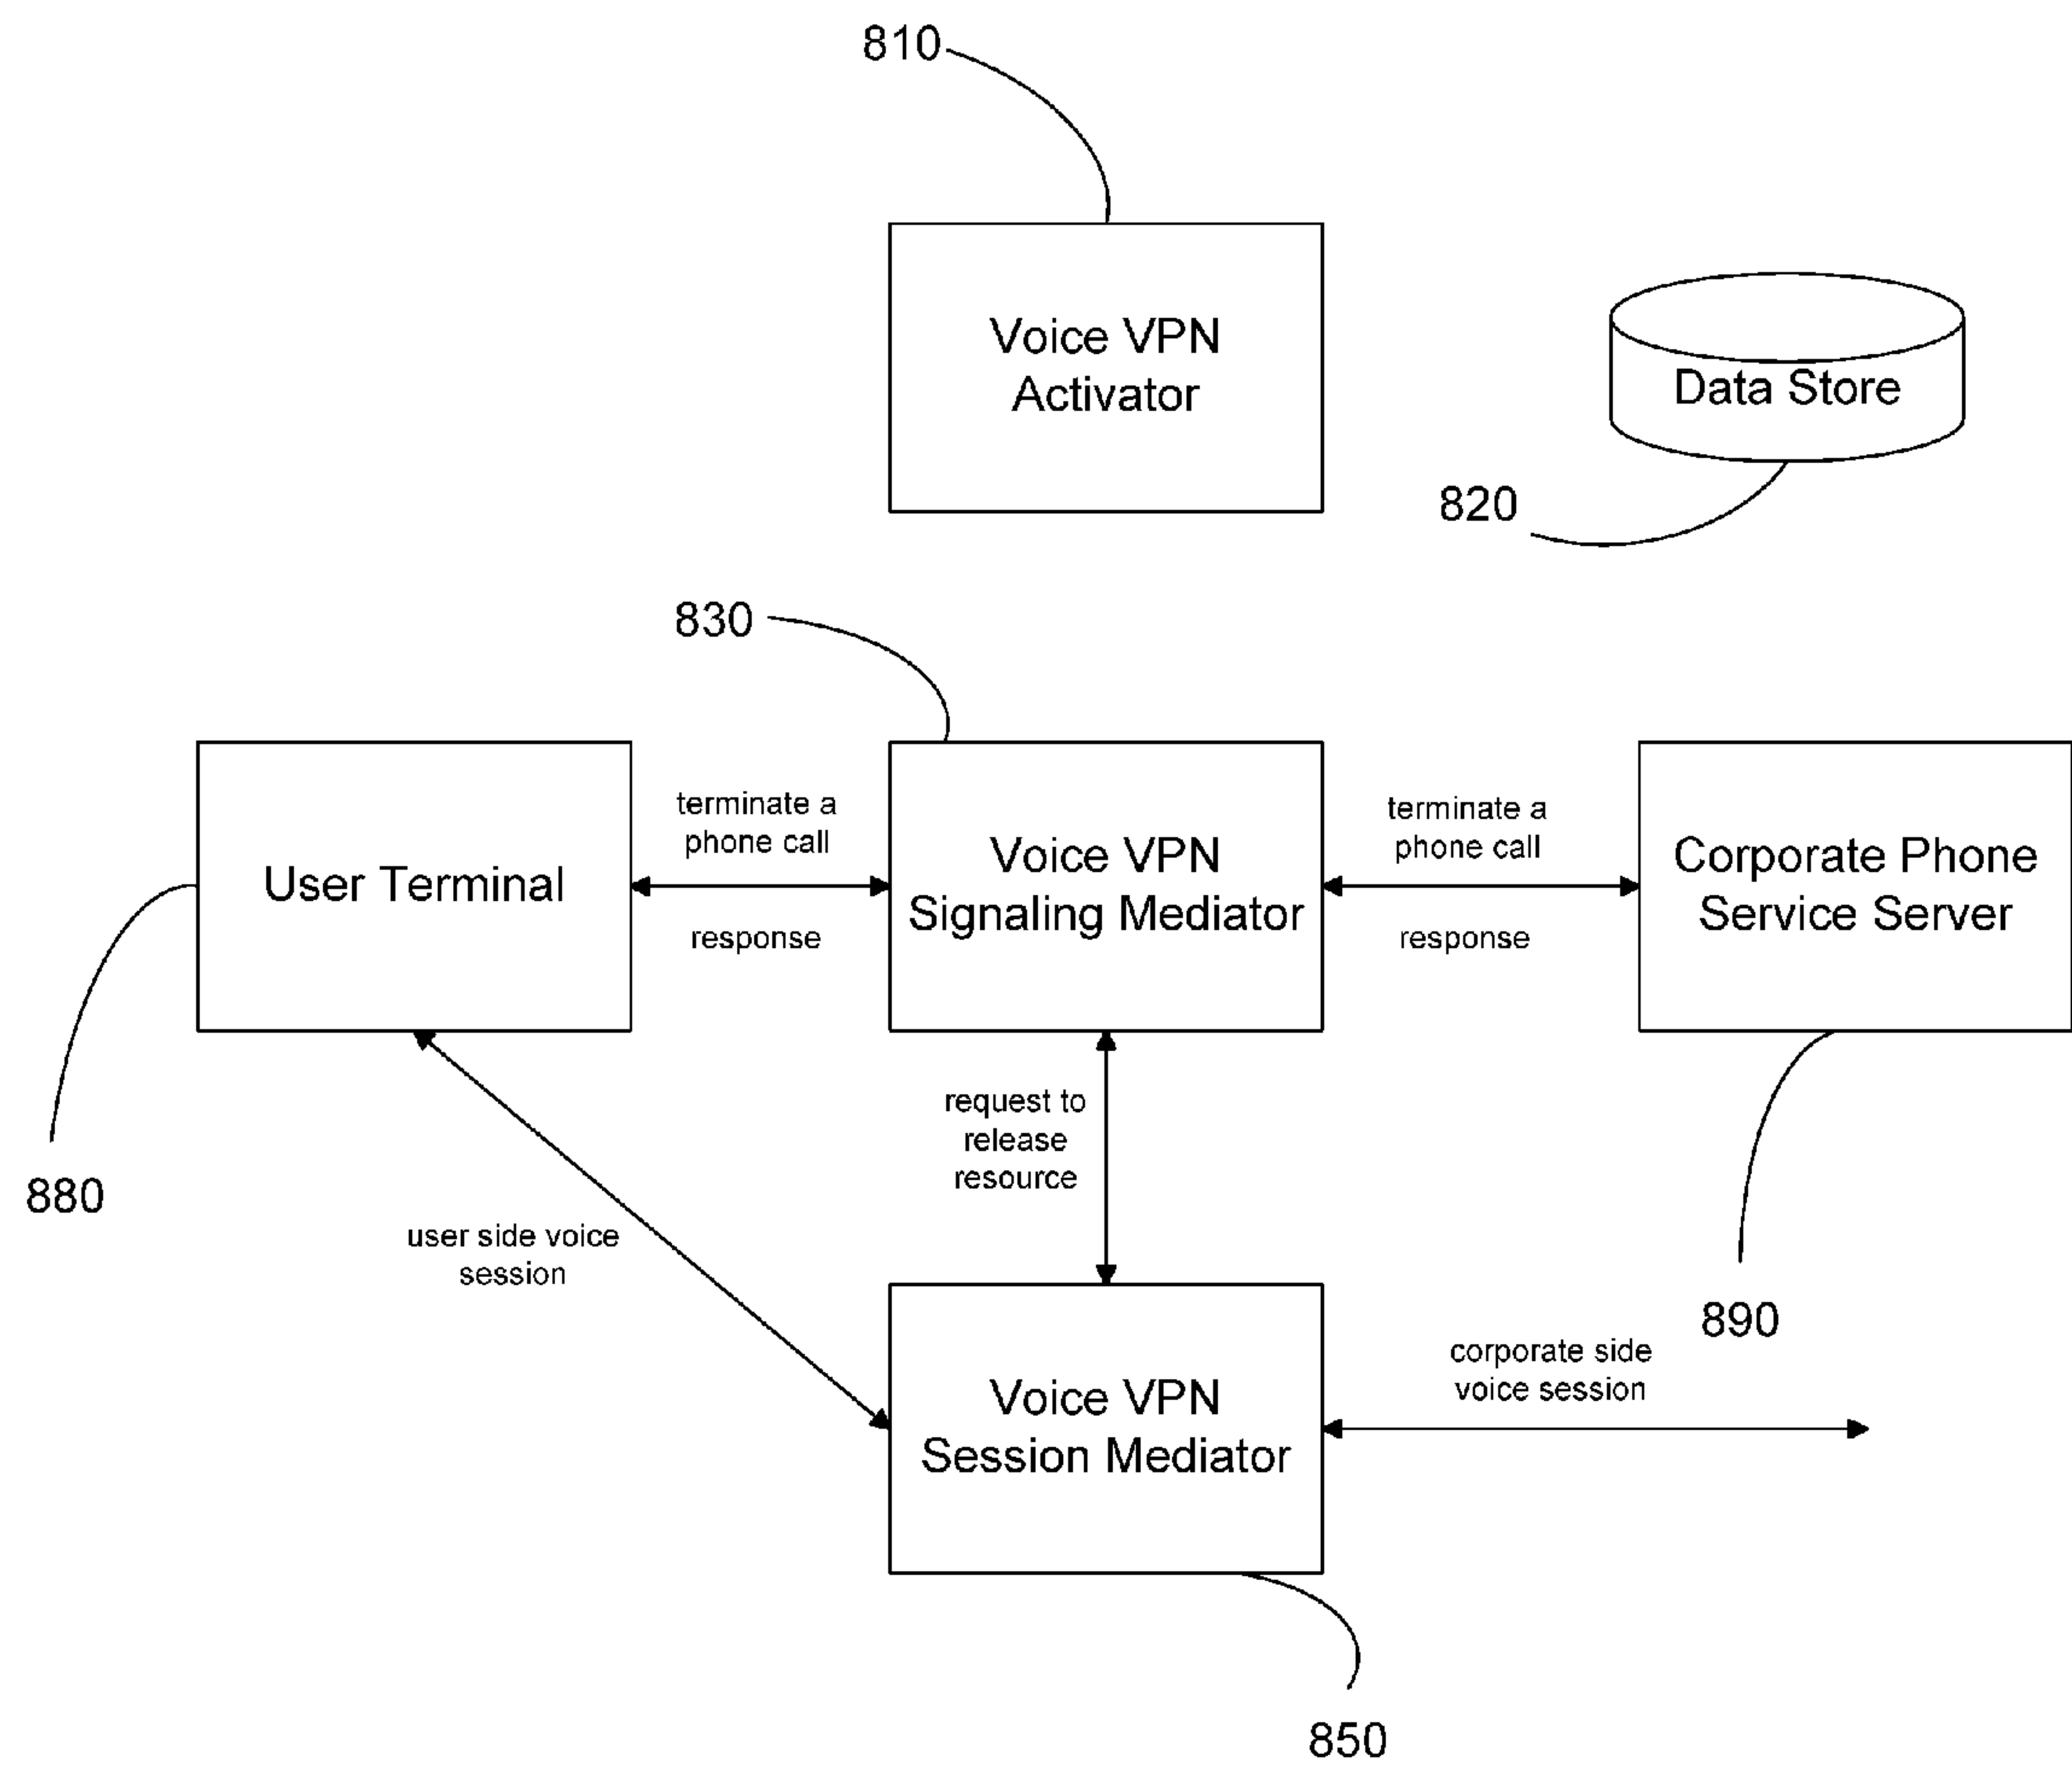 810
Voice VPN
Activator
Data Store
820
830
User Terminal
terminate a
phone call
response
Voice VPN
Signaling Mediator
terminate a
phone call
response
Corporate Phone
Service Server
880
request to
release
resource
user side voice
session
890
Voice VPN
Session Mediator
corporate side
voice session
850